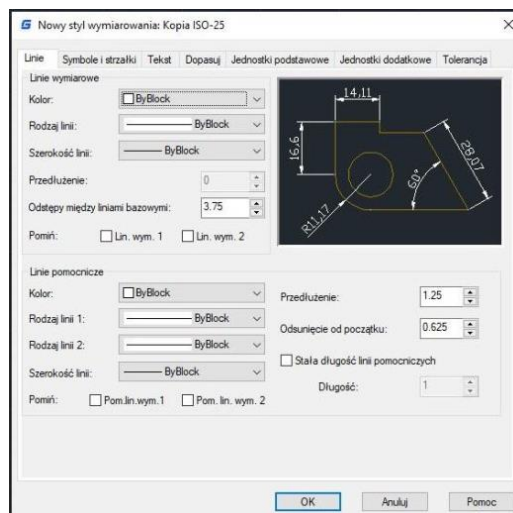 Nowy styl wymiarowania: Kopia ISO-25
Linie Symbole i strzałki Tekst Dopasuj Jednostki podstawowe Jednostki dodatkowe Tolerancja
Linie wymiarowe
Kolor: ByBlock
Rodzaj linii: ByBlock
Szerokość linii: ByBlock
Przedłużenie: 0
Odstępy między liniami bazowymi: 3.75
Pomiń: Lin. wym. 1 Lin. wym. 2
14,11
16,6
28,07
60°
R11,17
Linie pomocnicze
Kolor: ByBlock
Rodzaj linii 1: ByBlock
Rodzaj linii 2: ByBlock
Szerokość linii: ByBlock
Pomiń: Pom.lin.wym.1 Pom. lin. wym. 2
Przedłużenie: 1.25
Odsunięcie od początku: 0.625
Stała długość linii pomocniczych
Długość: 1
OK Anuluj Pomoc